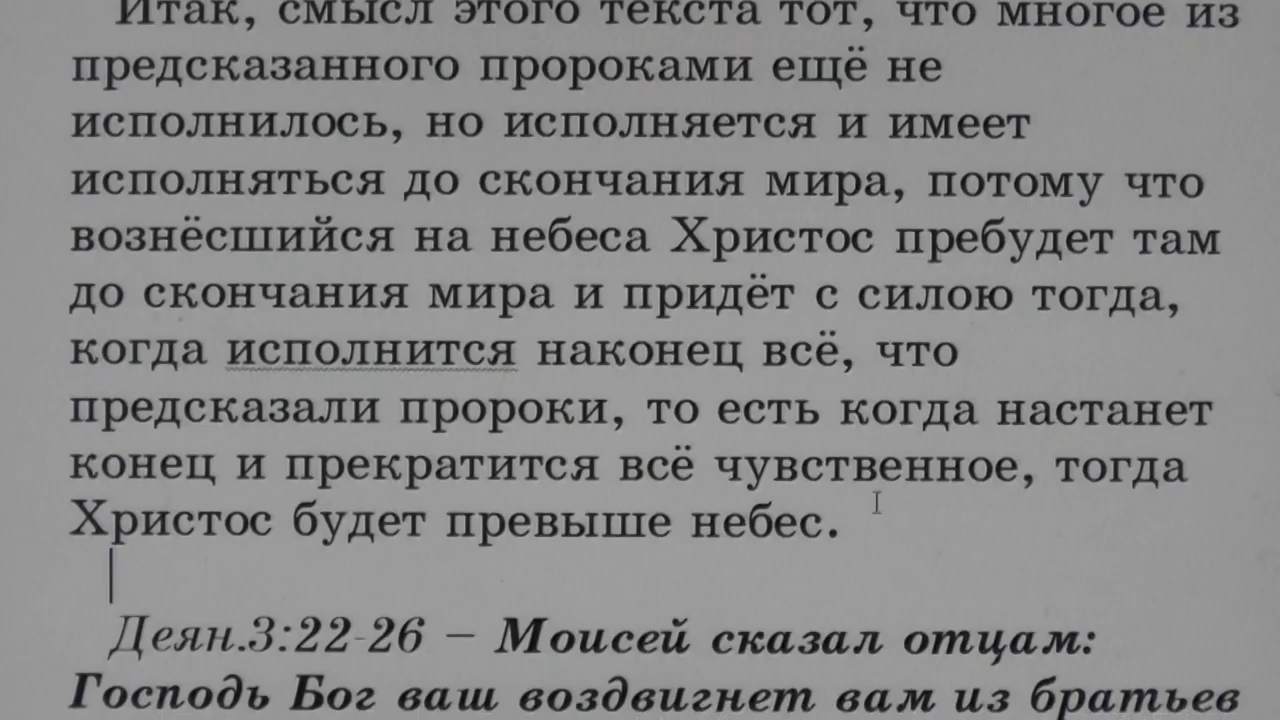 Итак, смысл этого текста тот, что многое из
предсказанного пророками ещё не
исполнилось, но исполняется и имеет
исполняться до скончания мира, потому что
вознёсшийся на небеса Христос пребудет там
до скончания мира и придёт с силою тогда,
когда исполнится наконец всё, что
предсказали пророки, то есть когда настанет
конец и прекратится всё чувственное, тогда
Христос будет превыше небес.
Деян.3:22-26 – Моисей сказал отцам:
Господь Бог ваш воздвигнет вам из братьев